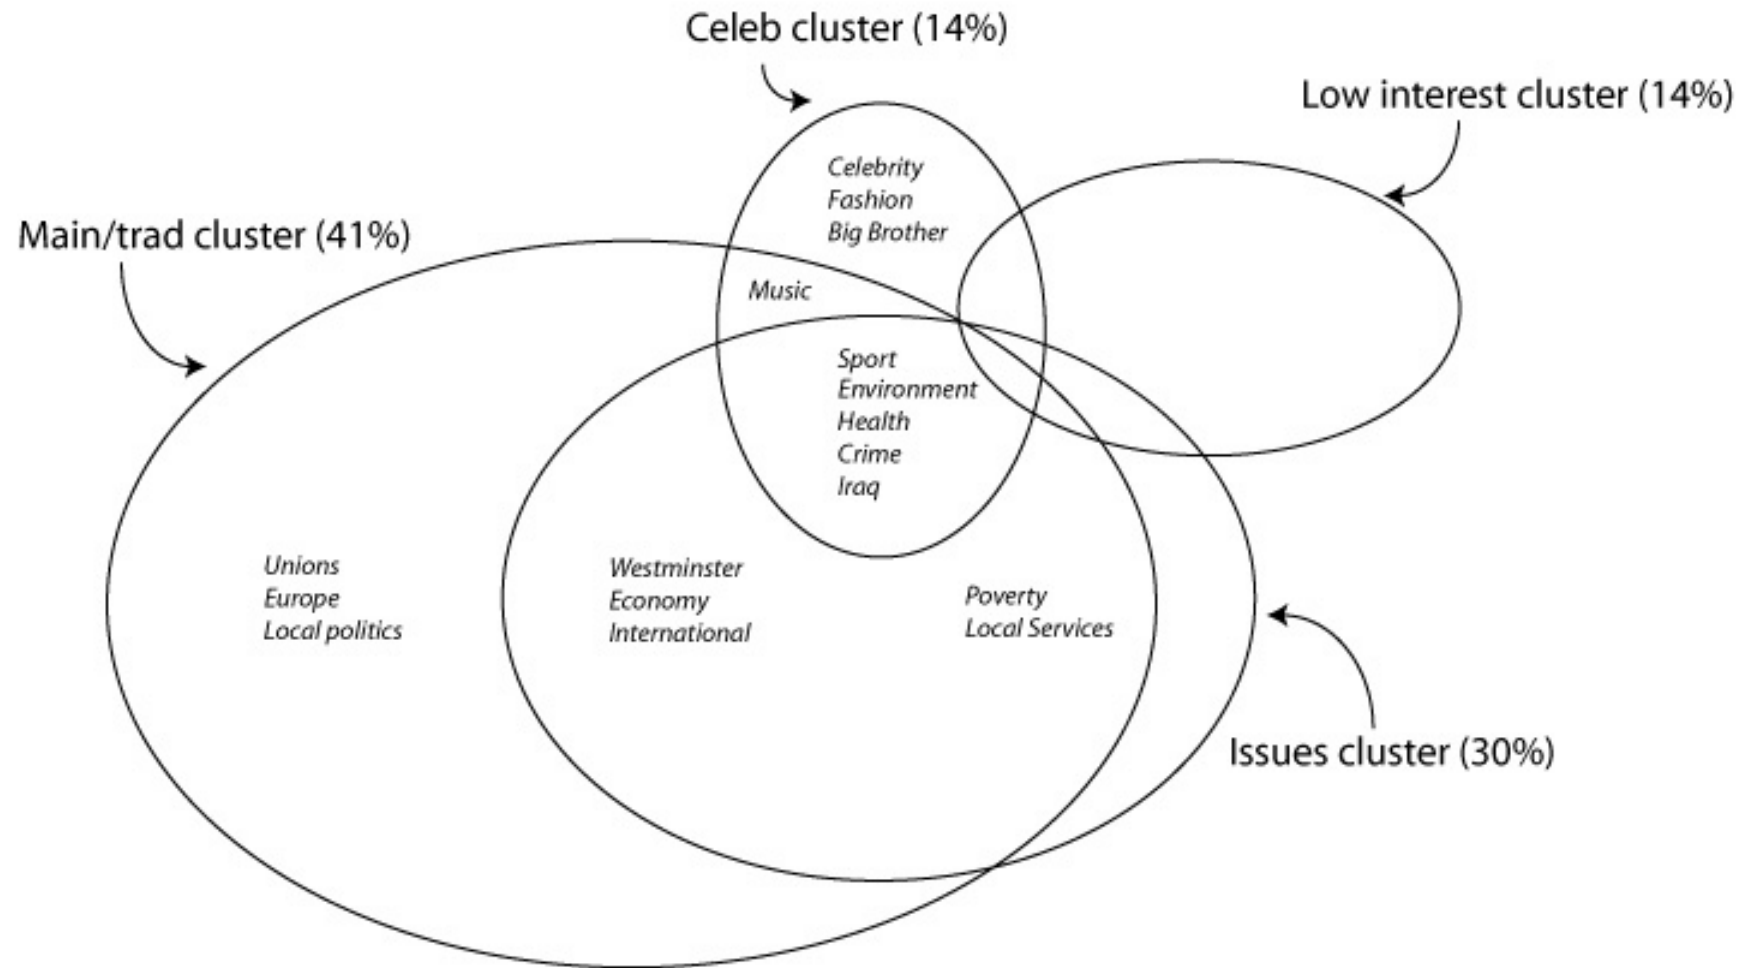 Celeb cluster (14%)
Low interest cluster (14%)
Main/trad cluster (41%)
Celebrity
Fashion
Big Brother
Music
Sport
Environment
Health
Crime
Iraq
Unions
Europe
Local politics
Westminster
Economy
International
Poverty
Local Services
Issues cluster (30%)